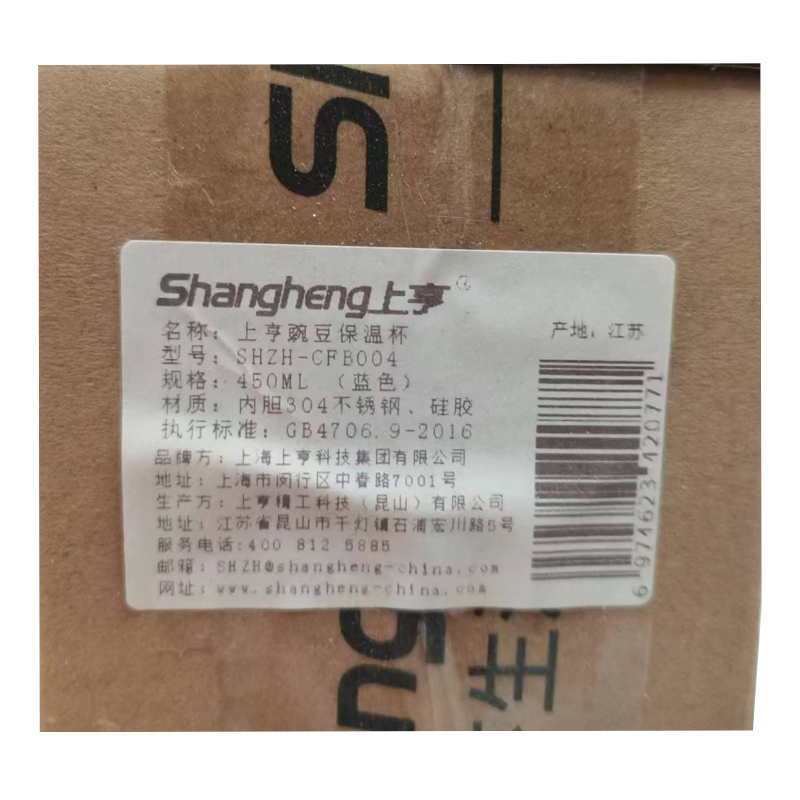 SH
Shangheng上亨®
名称：上亨豌豆保温杯
产地：江苏
型号：SHZH-CFB004
规格：450ML（蓝色）
材质：内胆304不锈钢、硅胶
执行标准：GB4706.9-2016
品牌方：上海上亨科技集团有限公司
地址：上海市闵行区中春路7001号
生产方：上亨精工科技（昆山）有限公司
地址：江苏省昆山市千灯镇石浦宏川路5号
服务电话:400 812 5885
邮箱：SHZH@shangheng-china.com
网址：www.shangheng-china.com
6 974623 420771
ng
生